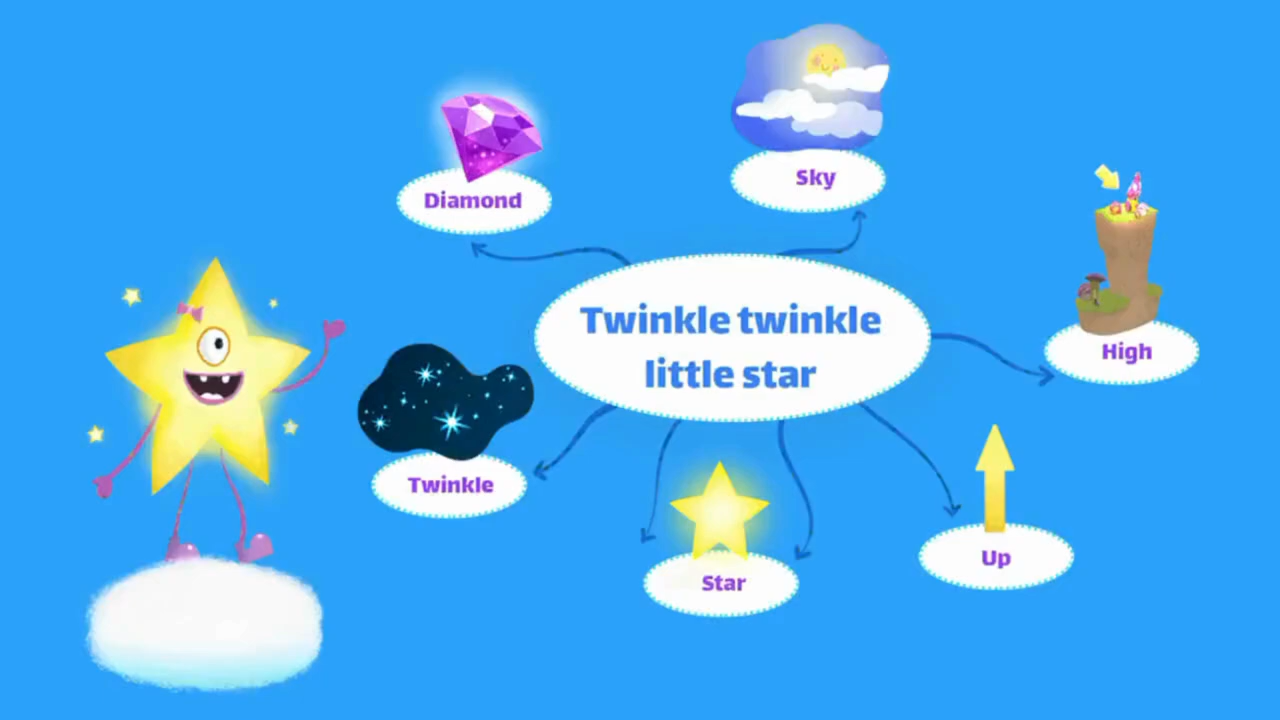 Sky
Diamond
Twinkle twinkle
little star
High
Twinkle
Up
Star